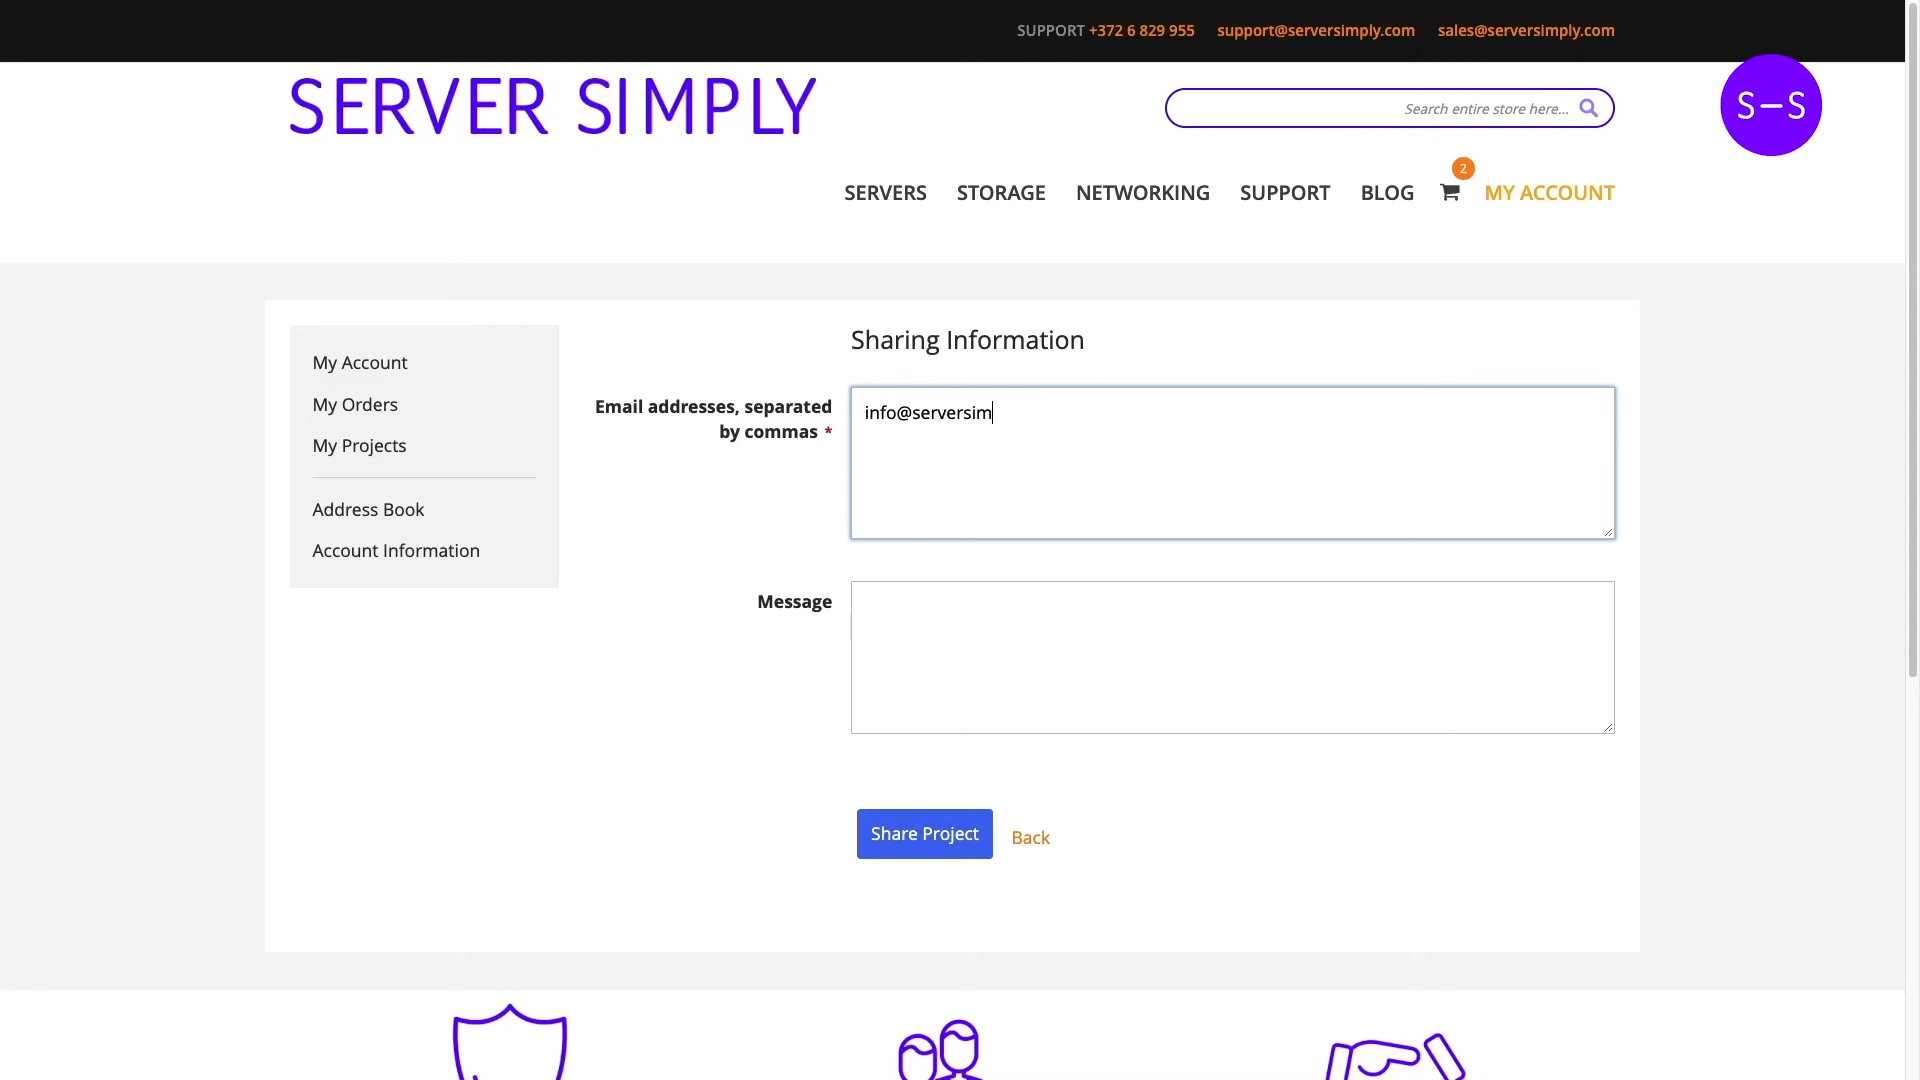 SUPPORT +372 6 829 955 support@serversimply.com sales@serversimply.com
SERVER SIMPLY
Search entire store here...
S–S
2
SERVERS STORAGE NETWORKING SUPPORT BLOG MY ACCOUNT
Sharing Information
My Account
My Orders
My Projects
Address Book
Account Information
Email addresses, separated
by commas *
info@serversim
Message
Share Project Back